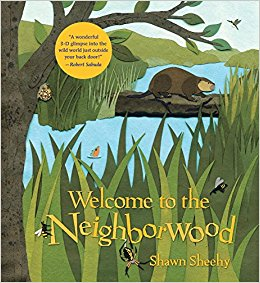 "A wonderful
3-D glimpse into the
wild world just outside
your back door!"
— Robert Sabuda
Welcome to the
Neighborwood
Shawn Sheehy